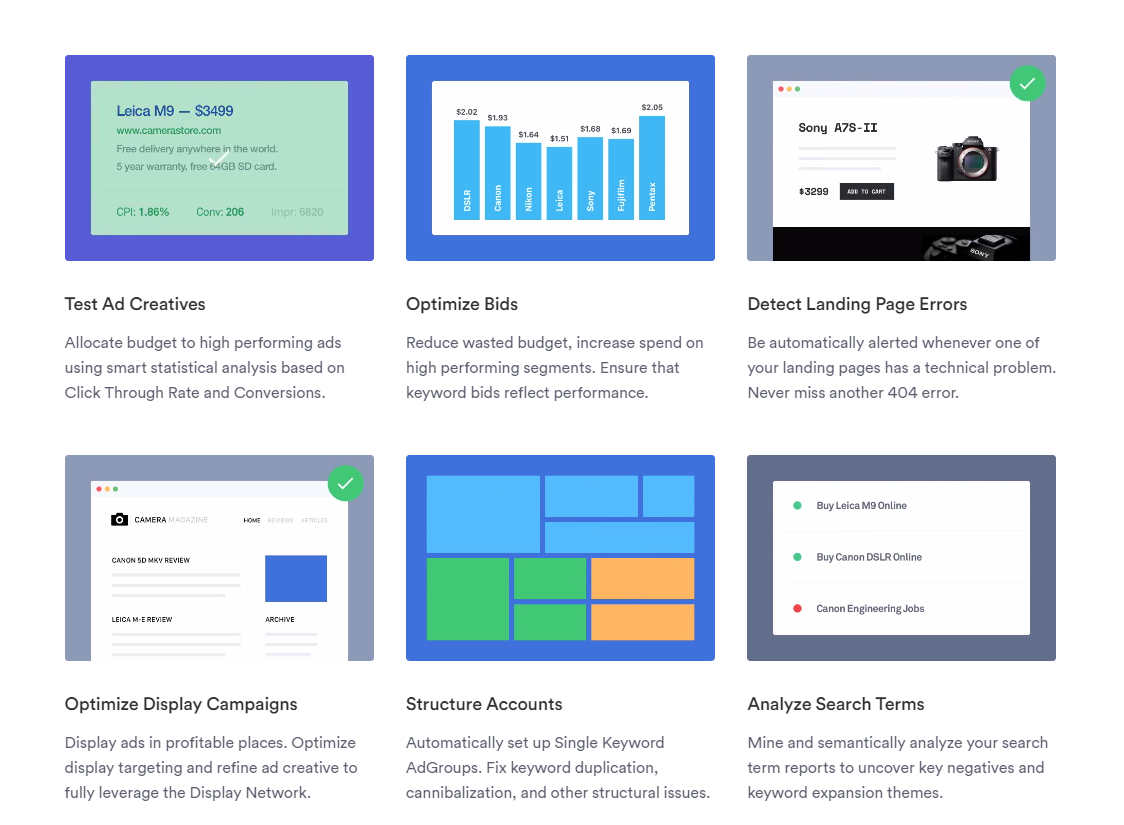 Leica M9 — $3499
www.camerastore.com
Free delivery anywhere in the world.
5 year warranty, free 64GB SD card.
CPI: 1.86% Conv: 206 Impr: 6820
$2.02 $1.93 $1.64 $1.51 $1.68 $1.69 $2.05
DSLR Canon Nikon Leica Sony Fujifilm Pentax
Sony A7S-II
$3299 ADD TO CART
SONY
Test Ad Creatives
Allocate budget to high performing ads
using smart statistical analysis based on
Click Through Rate and Conversions.
Optimize Bids
Reduce wasted budget, increase spend on
high performing segments. Ensure that
keyword bids reflect performance.
Detect Landing Page Errors
Be automatically alerted whenever one of
your landing pages has a technical problem.
Never miss another 404 error.
CAMERA MAGAZINE HOME REVIEWS ARTICLES
CANON 5D MKV REVIEW
LEICA M-E REVIEW ARCHIVE
Buy Leica M9 Online
Buy Canon DSLR Online
Canon Engineering Jobs
Optimize Display Campaigns
Display ads in profitable places. Optimize
display targeting and refine ad creative to
fully leverage the Display Network.
Structure Accounts
Automatically set up Single Keyword
AdGroups. Fix keyword duplication,
cannibalization, and other structural issues.
Analyze Search Terms
Mine and semantically analyze your search
term reports to uncover key negatives and
keyword expansion themes.